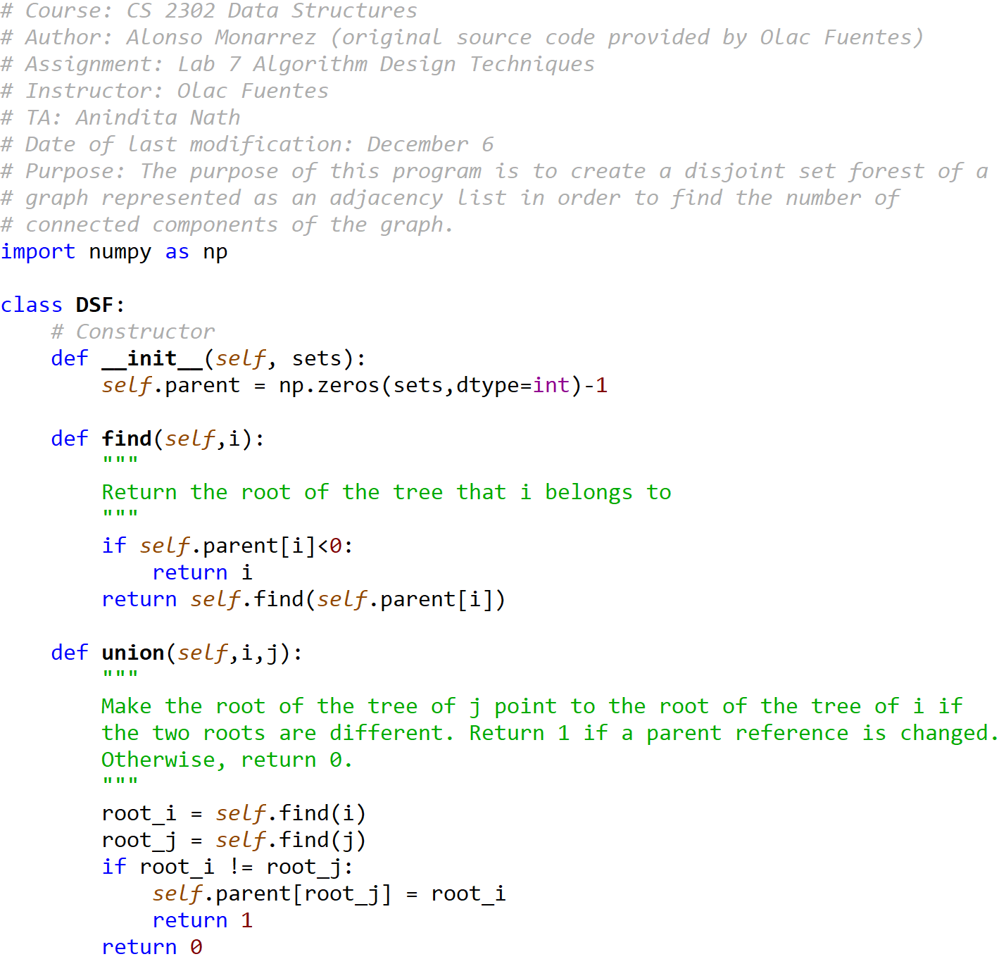 # Course: CS 2302 Data Structures
# Author: Alonso Monarrez (original source code provided by Olac Fuentes)
# Assignment: Lab 7 Algorithm Design Techniques
# Instructor: Olac Fuentes
# TA: Anindita Nath
# Date of last modification: December 6
# Purpose: The purpose of this program is to create a disjoint set forest of a
# graph represented as an adjacency list in order to find the number of
# connected components of the graph.
import numpy as np

class DSF:
    # Constructor
    def __init__(self, sets):
        self.parent = np.zeros(sets,dtype=int)-1

    def find(self,i):
        """
        Return the root of the tree that i belongs to
        """
        if self.parent[i]<0:
            return i
        return self.find(self.parent[i])

    def union(self,i,j):
        """
        Make the root of the tree of j point to the root of the tree of i if
        the two roots are different. Return 1 if a parent reference is changed.
        Otherwise, return 0.
        """
        root_i = self.find(i)
        root_j = self.find(j)
        if root_i != root_j:
            self.parent[root_j] = root_i
            return 1
        return 0